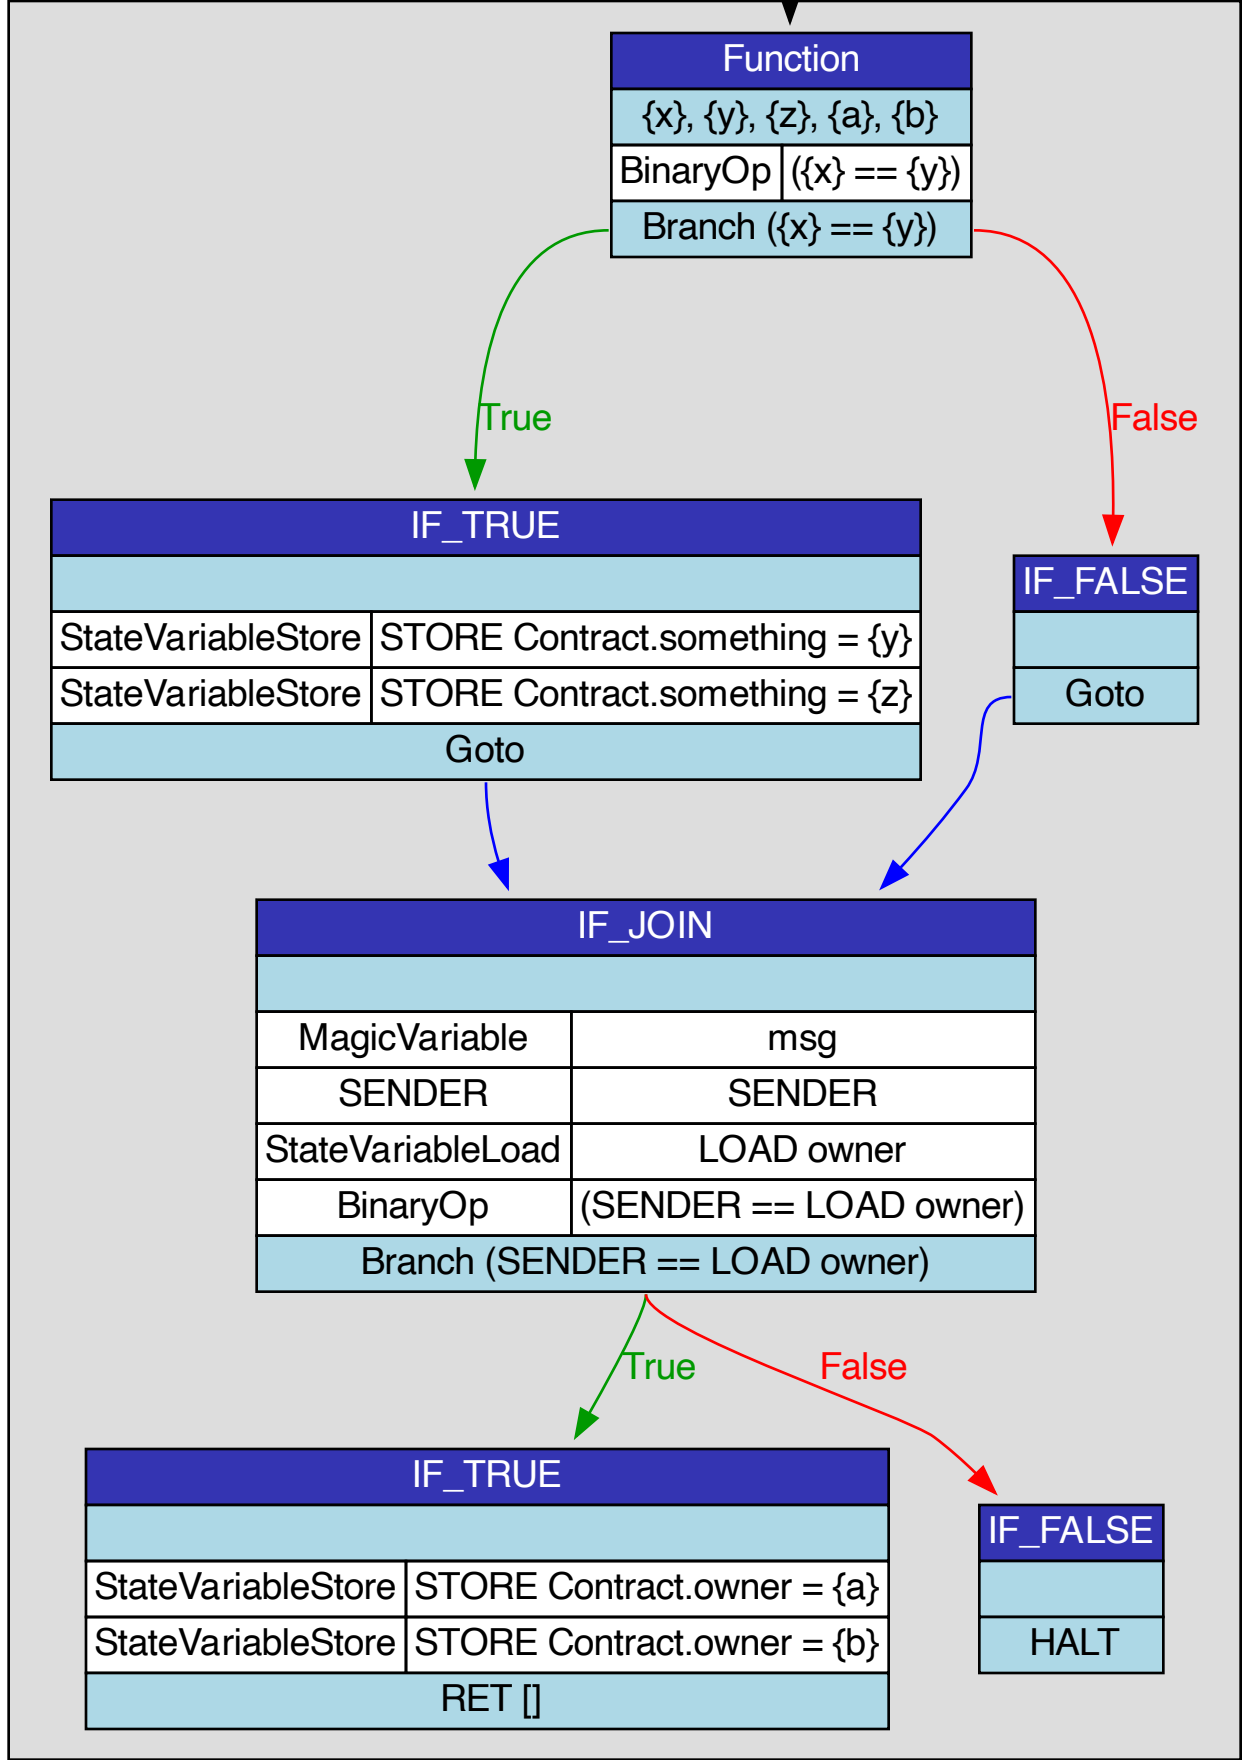 Function
{x}, {y}, {z}, {a}, {b}
BinaryOp ({x} == {y})
Branch ({x} == {y})
True
False
IF_TRUE
StateVariableStore STORE Contract.something = {y}
StateVariableStore STORE Contract.something = {z}
Goto
IF_FALSE
Goto
IF_JOIN
MagicVariable msg
SENDER SENDER
StateVariableLoad LOAD owner
BinaryOp (SENDER == LOAD owner)
Branch (SENDER == LOAD owner)
True
False
IF_TRUE
StateVariableStore STORE Contract.owner = {a}
StateVariableStore STORE Contract.owner = {b}
RET []
IF_FALSE
HALT